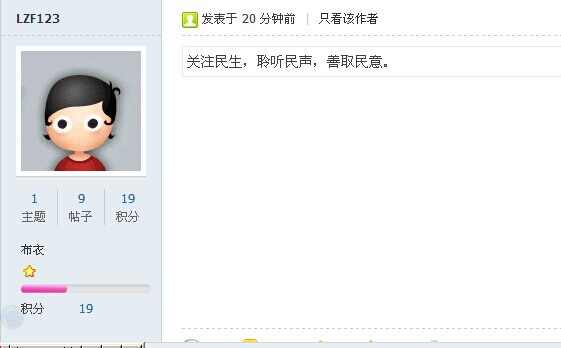 LZF123
发表于 20 分钟前 | 只看该作者
关注民生，聆听民声，善取民意。
1 9 19
主题 帖子 积分
布衣
积分 19